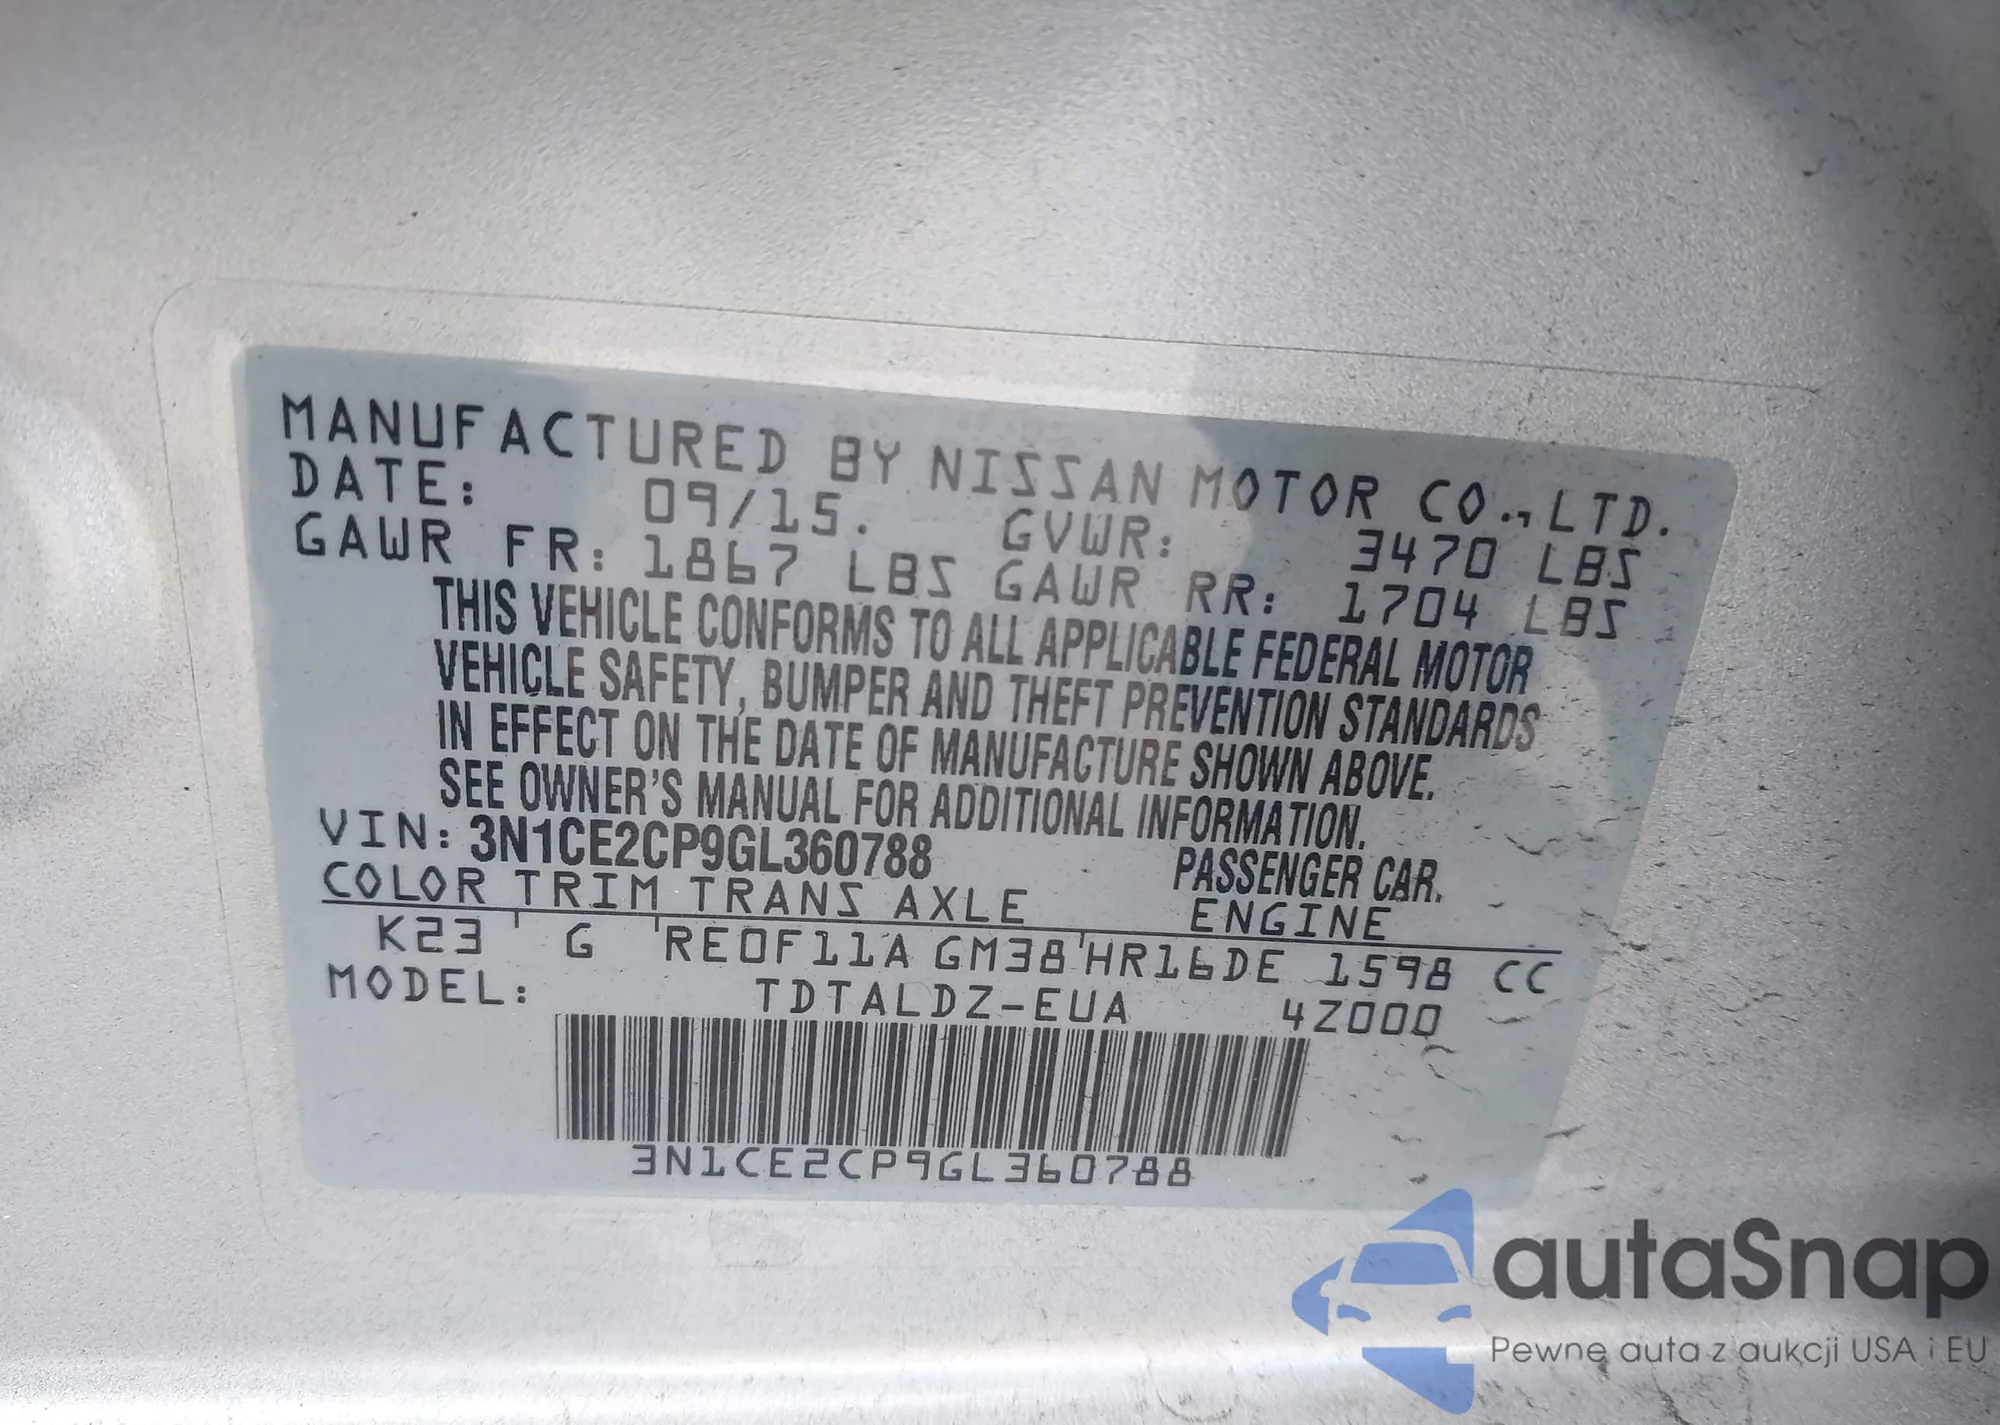 MANUFACTURED BY NISSAN MOTOR CO., LTD.
DATE: 09/15. GVWR: 3470 LBS
GAWR FR: 1867 LBS GAWR RR: 1704 LBS
THIS VEHICLE CONFORMS TO ALL APPLICABLE FEDERAL MOTOR
VEHICLE SAFETY, BUMPER AND THEFT PREVENTION STANDARDS
IN EFFECT ON THE DATE OF MANUFACTURE SHOWN ABOVE.
SEE OWNER'S MANUAL FOR ADDITIONAL INFORMATION.
VIN: 3N1CE2CP9GL360788 PASSENGER CAR.
COLOR TRIM TRANS AXLE ENGINE
K23 G RE0F11A GM38 HR16DE 1598 CC
MODEL: TDTALDZ-EUA 4Z000
3N1CE2CP9GL360788
autaSnap
Pewne auta z aukcji USA i EU